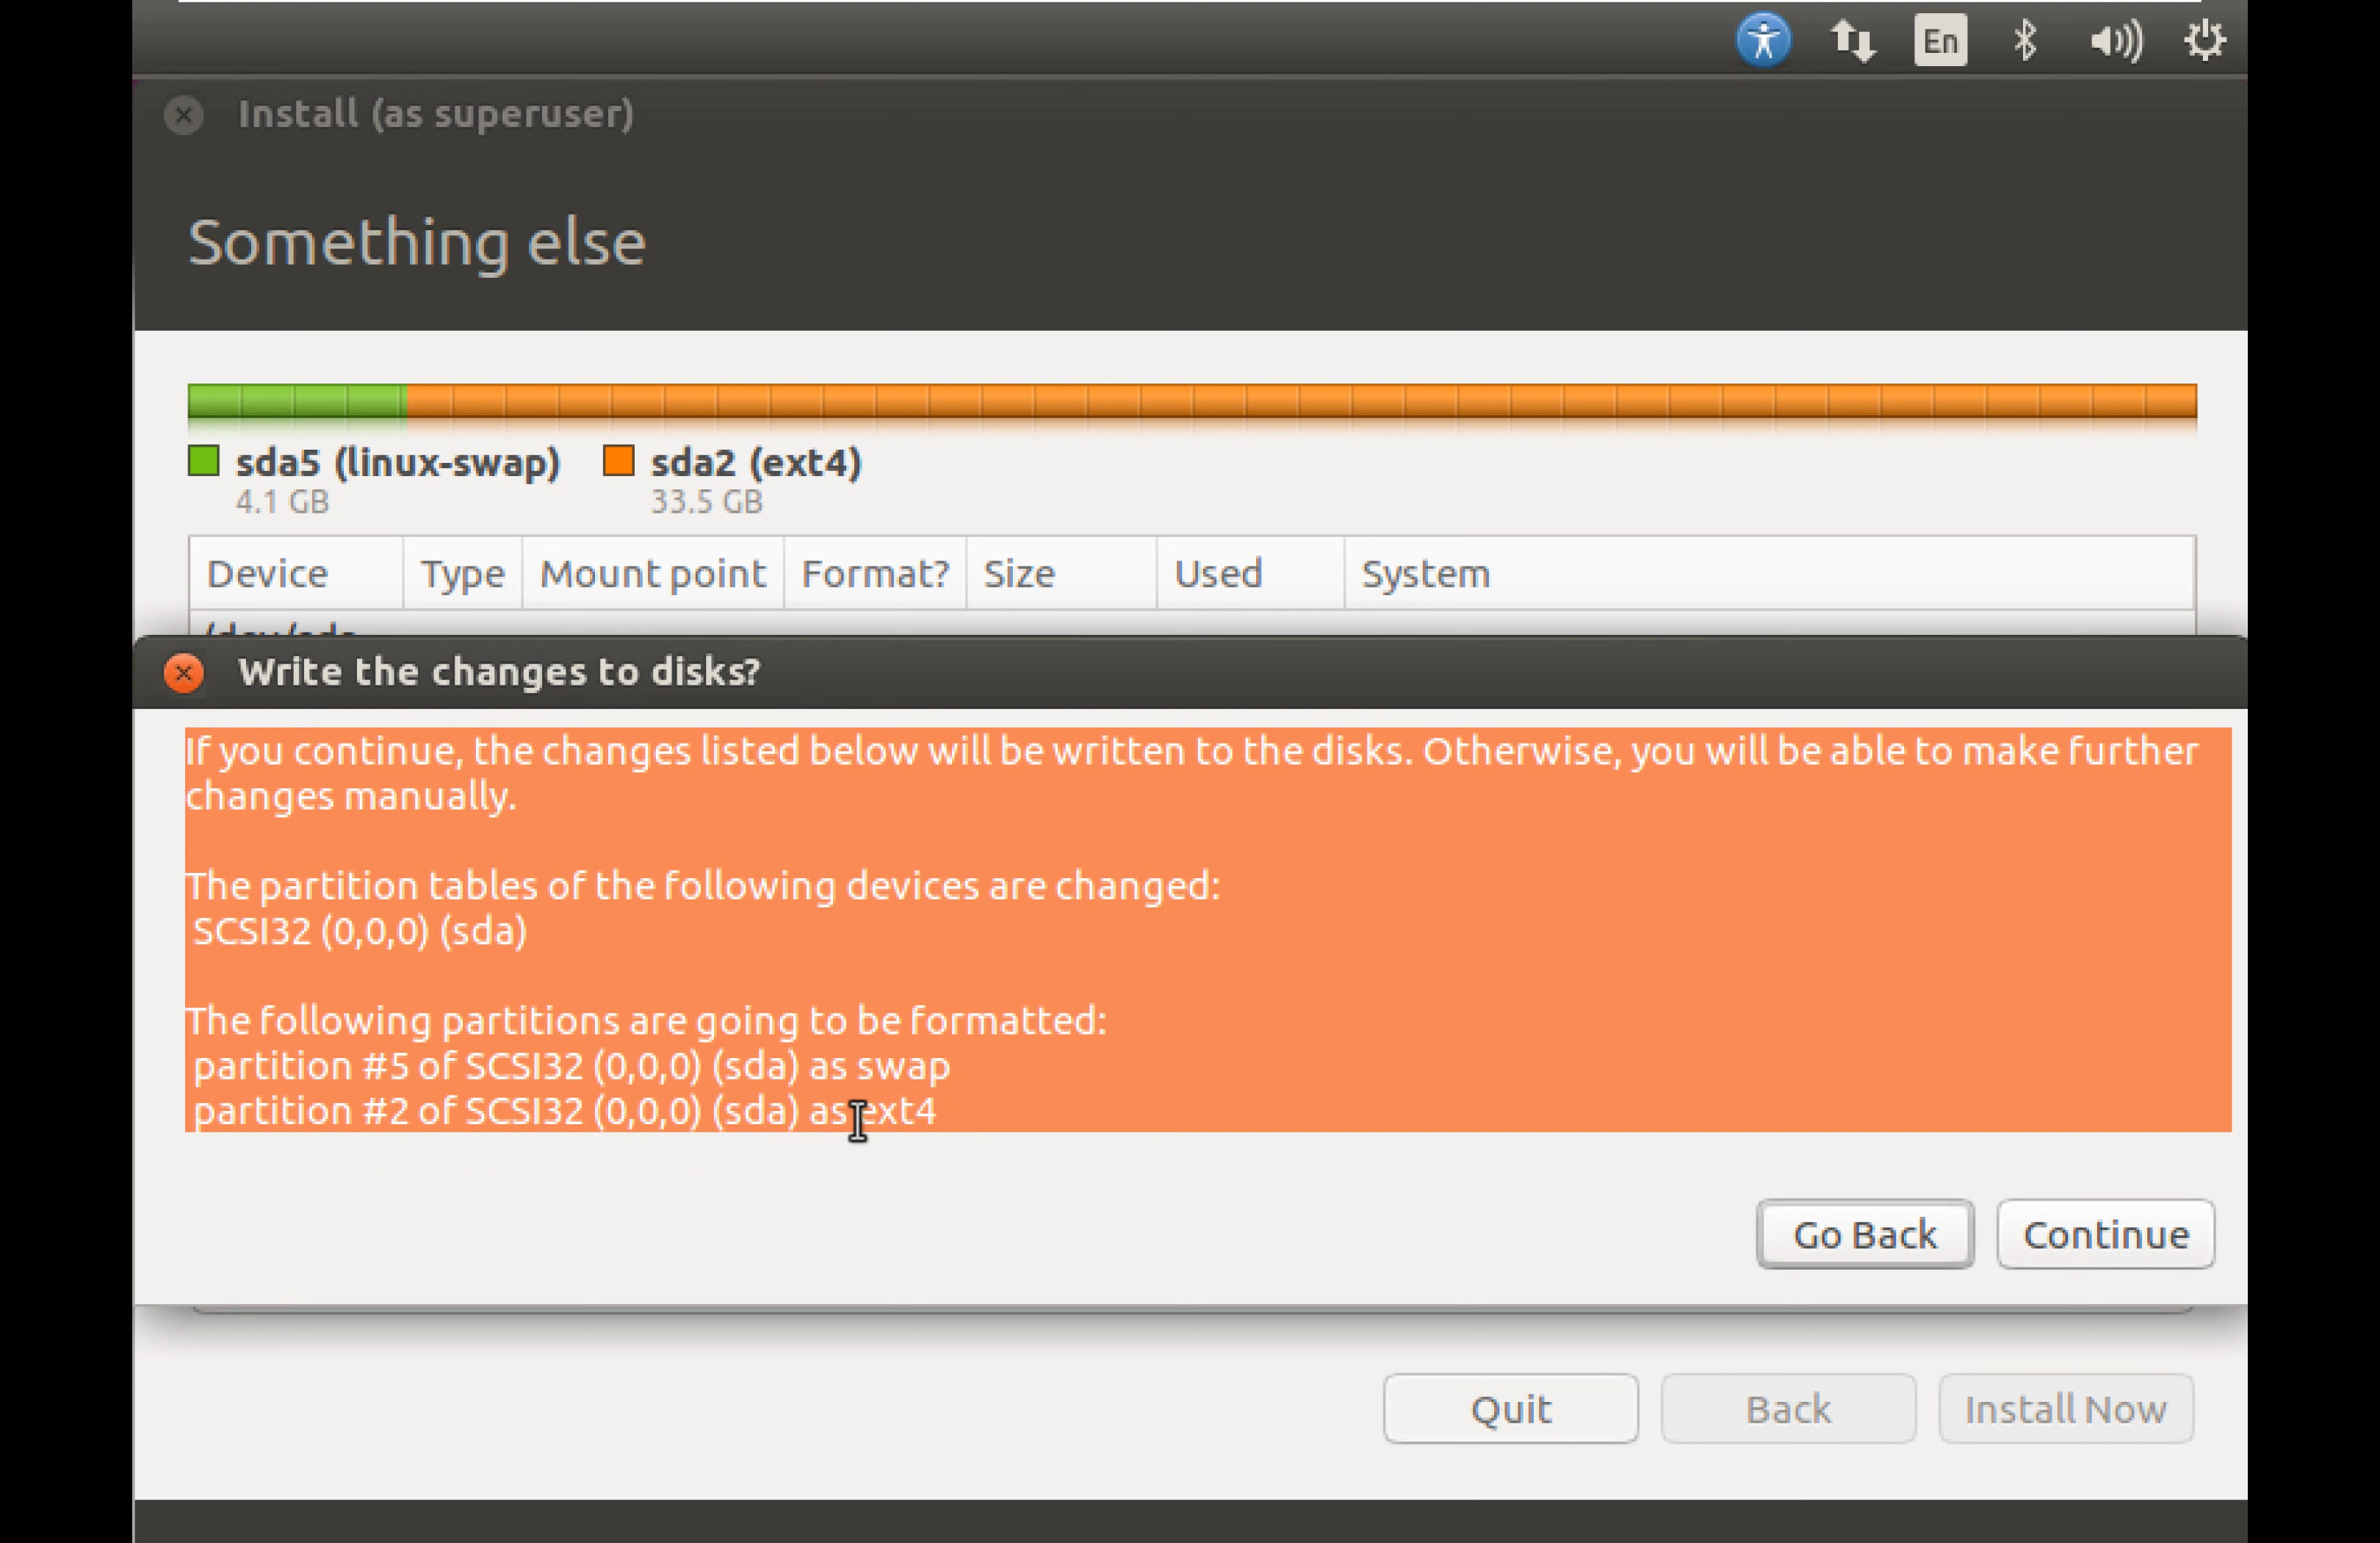 En
Install (as superuser)
Something else
sda5 (linux-swap) sda2 (ext4)
4.1 GB 33.5 GB
Device Type Mount point Format? Size Used System
Write the changes to disks?
If you continue, the changes listed below will be written to the disks. Otherwise, you will be able to make further
changes manually.
The partition tables of the following devices are changed:
SCSI32 (0,0,0) (sda)
The following partitions are going to be formatted:
partition #5 of SCSI32 (0,0,0) (sda) as swap
partition #2 of SCSI32 (0,0,0) (sda) as ext4
Go Back Continue
Quit Back Install Now